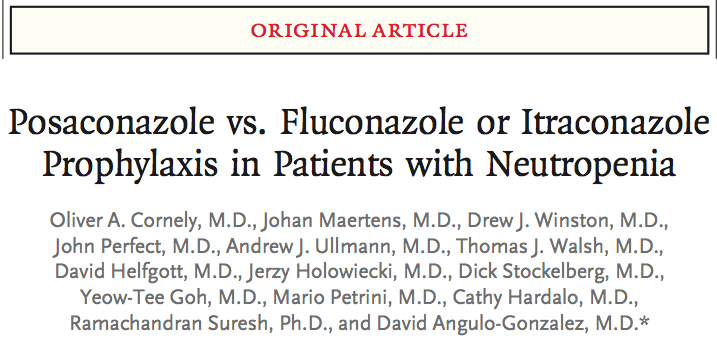 ORIGINAL ARTICLE
Posaconazole vs. Fluconazole or Itraconazole
Prophylaxis in Patients with Neutropenia
Oliver A. Cornely, M.D., Johan Maertens, M.D., Drew J. Winston, M.D.,
John Perfect, M.D., Andrew J. Ullmann, M.D., Thomas J. Walsh, M.D.,
David Helfgott, M.D., Jerzy Holowiecki, M.D., Dick Stockelberg, M.D.,
Yeow-Tee Goh, M.D., Mario Petrini, M.D., Cathy Hardalo, M.D.,
Ramachandran Suresh, Ph.D., and David Angulo-Gonzalez, M.D.*